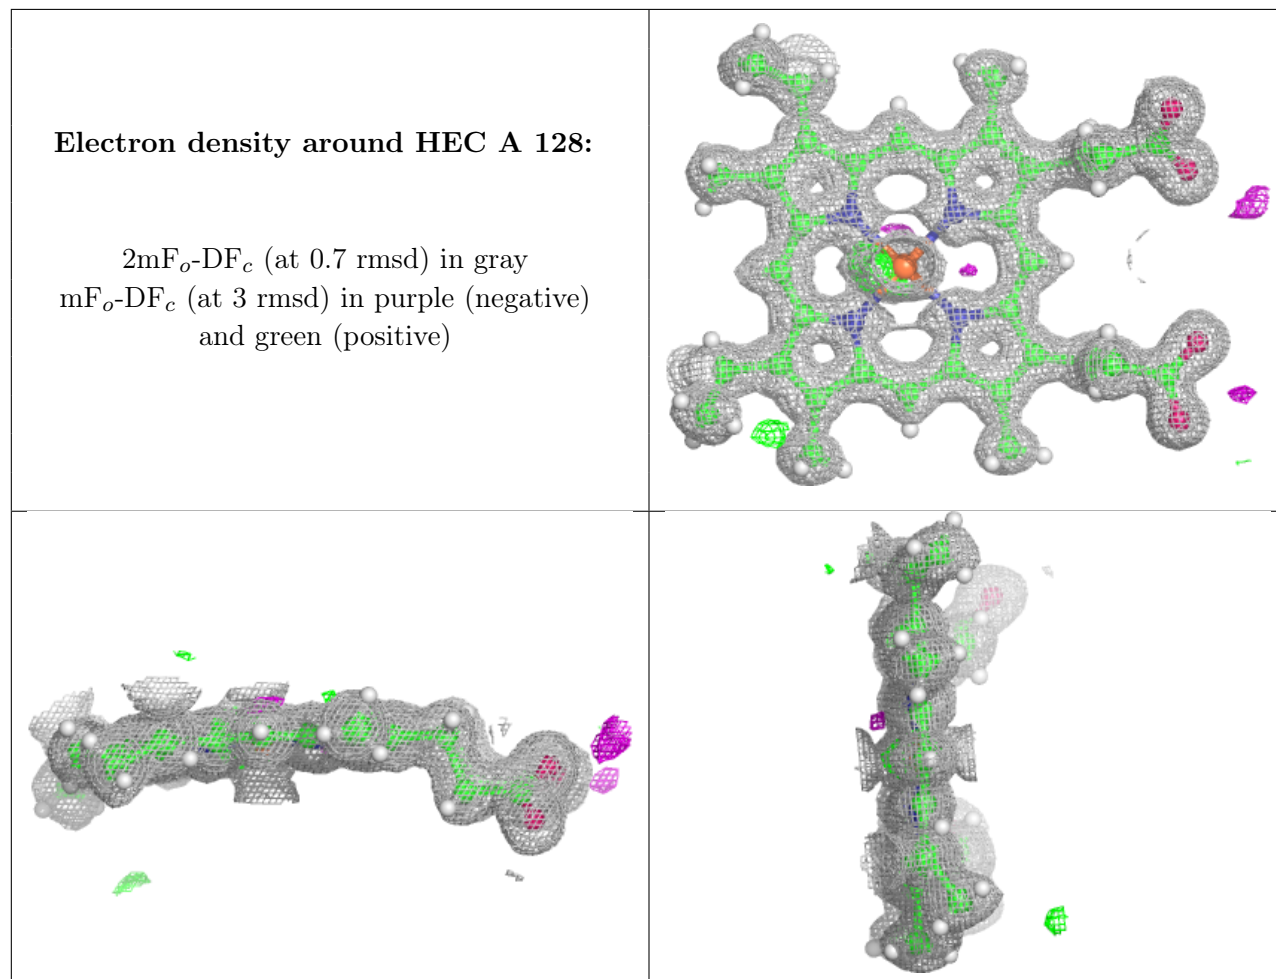 Electron density around HEC A 128:
2mFo-DFc (at 0.7 rmsd) in gray
mFo-DFc (at 3 rmsd) in purple (negative)
and green (positive)